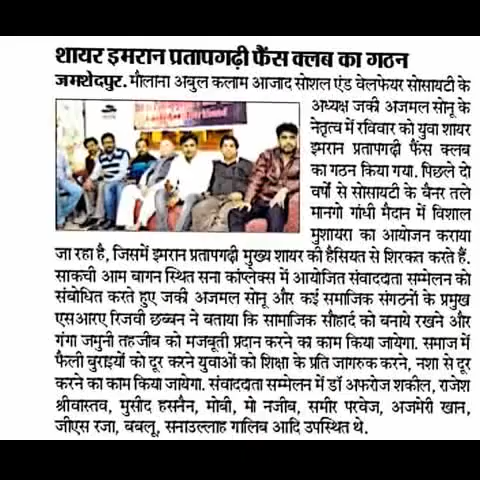 शायर इमरान प्रतापगढ़ी फैंस क्लब का गठन
जमशेदपुर. मौलाना अबुल कलाम आजाद सोशल एंड वेलफेयर सोसायटी के
अध्यक्ष जकी अजमल सोनू के
नेतृत्व में रविवार को युवा शायर
इमरान प्रतापगढ़ी फैंस क्लब
का गठन किया गया. पिछले दो
वर्षों से सोसायटी के बैनर तले
मानगो गांधी मैदान में विशाल
मुशायरा का आयोजन कराया
जा रहा है, जिसमें इमरान प्रतापगढ़ी मुख्य शायर की हैसियत से शिरकत करते हैं.
साकची आम बागन स्थित सना कॉप्लेक्स में आयोजित संवाददाता सम्मेलन को
संबोधित करते हुए जकी अजमल सोनू और कई समाजिक संगठनों के प्रमुख
एसआरए रिजवी छब्बन ने बताया कि सामाजिक सौहार्द को बनाये रखने और
गंगा जमुनी तहजीब को मजबूती प्रदान करने का काम किया जायेगा. समाज में
फैली बुराइयों को दूर करने युवाओं को शिक्षा के प्रति जागरुक करने, नशा से दूर
करने का काम किया जायेगा. संवाददाता सम्मेलन में डॉ अफरोज शकील, राजेश
श्रीवास्तव, मुसीद हसनैन, मोबी, मो नजीब, समीर परवेज, अजमेरी खान,
जीएस रजा, बबलू, सनाउल्लाह गालिब आदि उपस्थित थे.